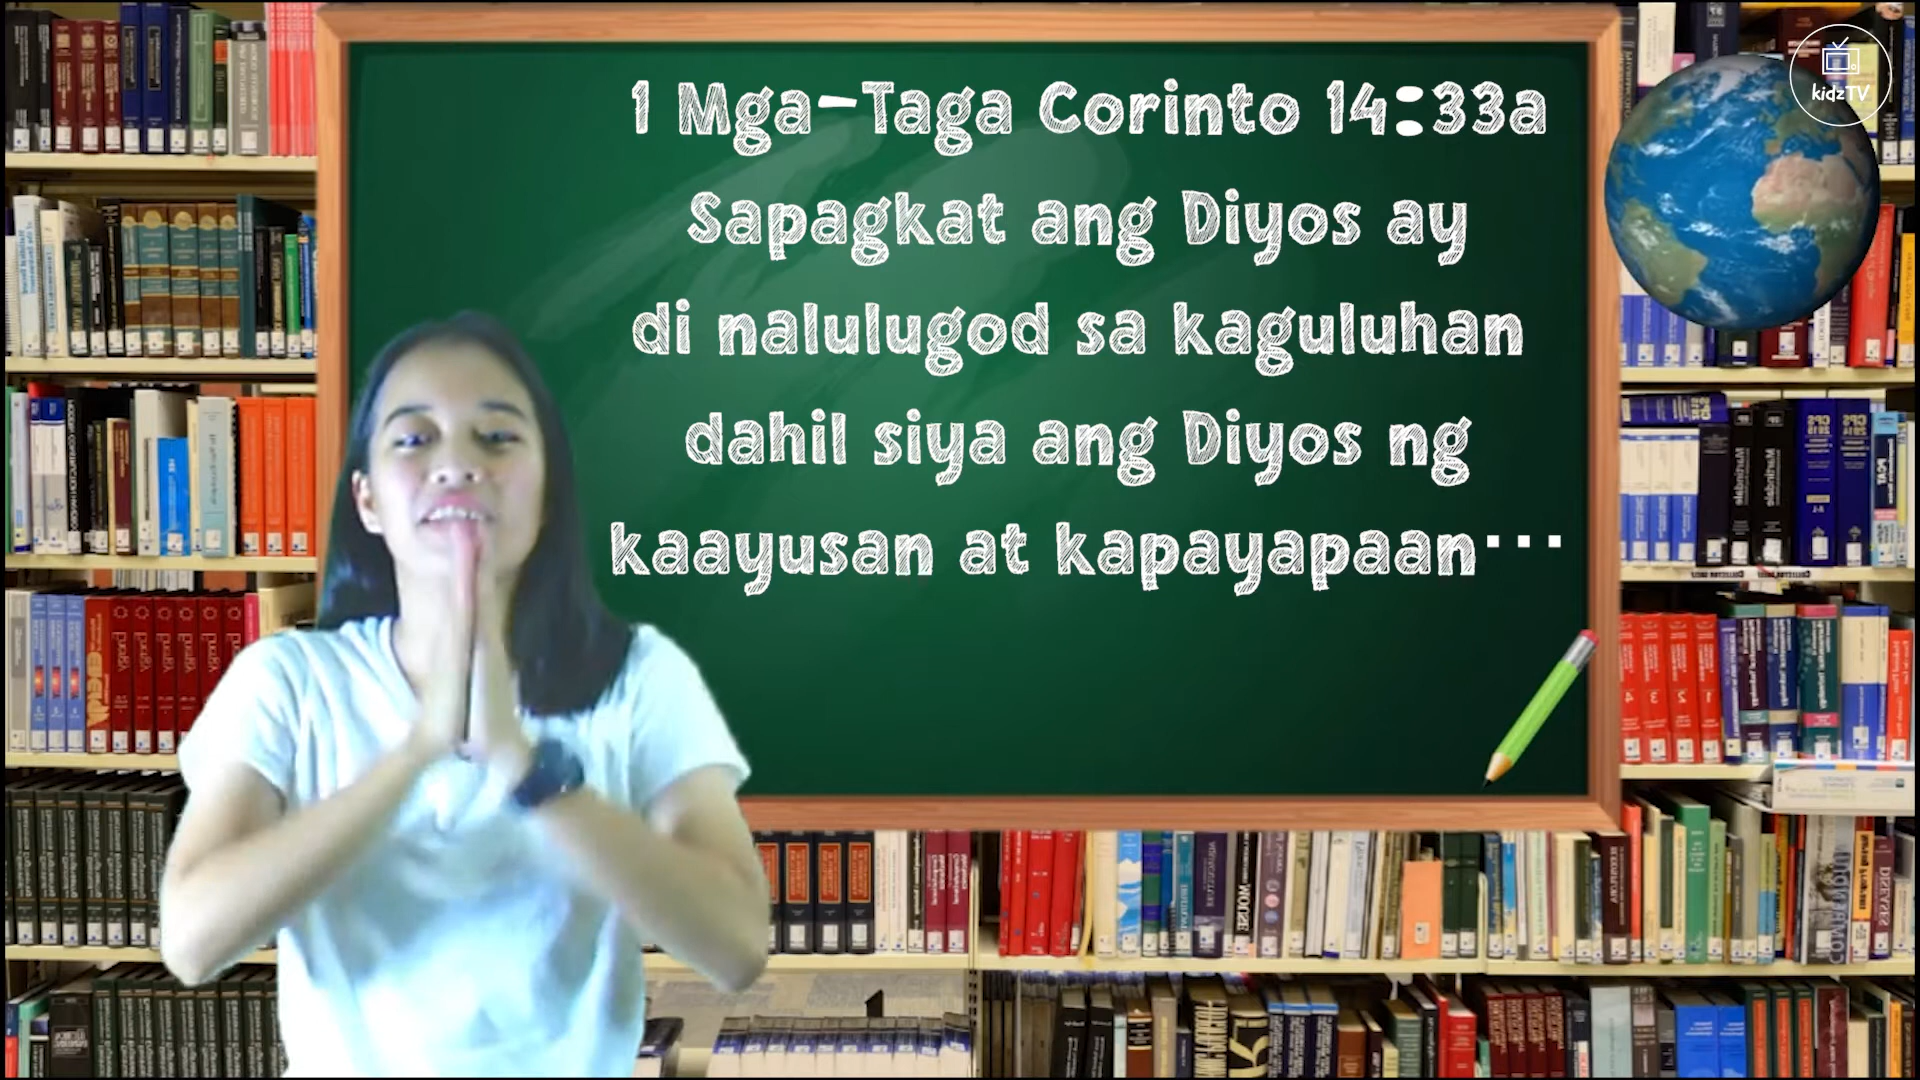 1 Mga-Taga Corinto 14:33a
Sapagkat ang Diyos ay
di nalulugod sa kaguluhan
dahil siya ang Diyos ng
kaayusan at kapayapaan...
kidzTV